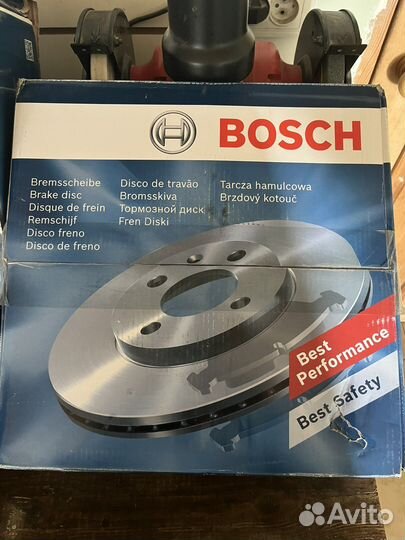 BOSCH
Bremsscheibe
Brake disc
Disque de frein
Remschijf
Disco freno
Disco de freno
Disco de travão
Bromsskiva
Тормозной диск
Fren Diski
Tarcza hamulcowa
Brzdový kotouč
Best
Performance
Best Safety
Avito